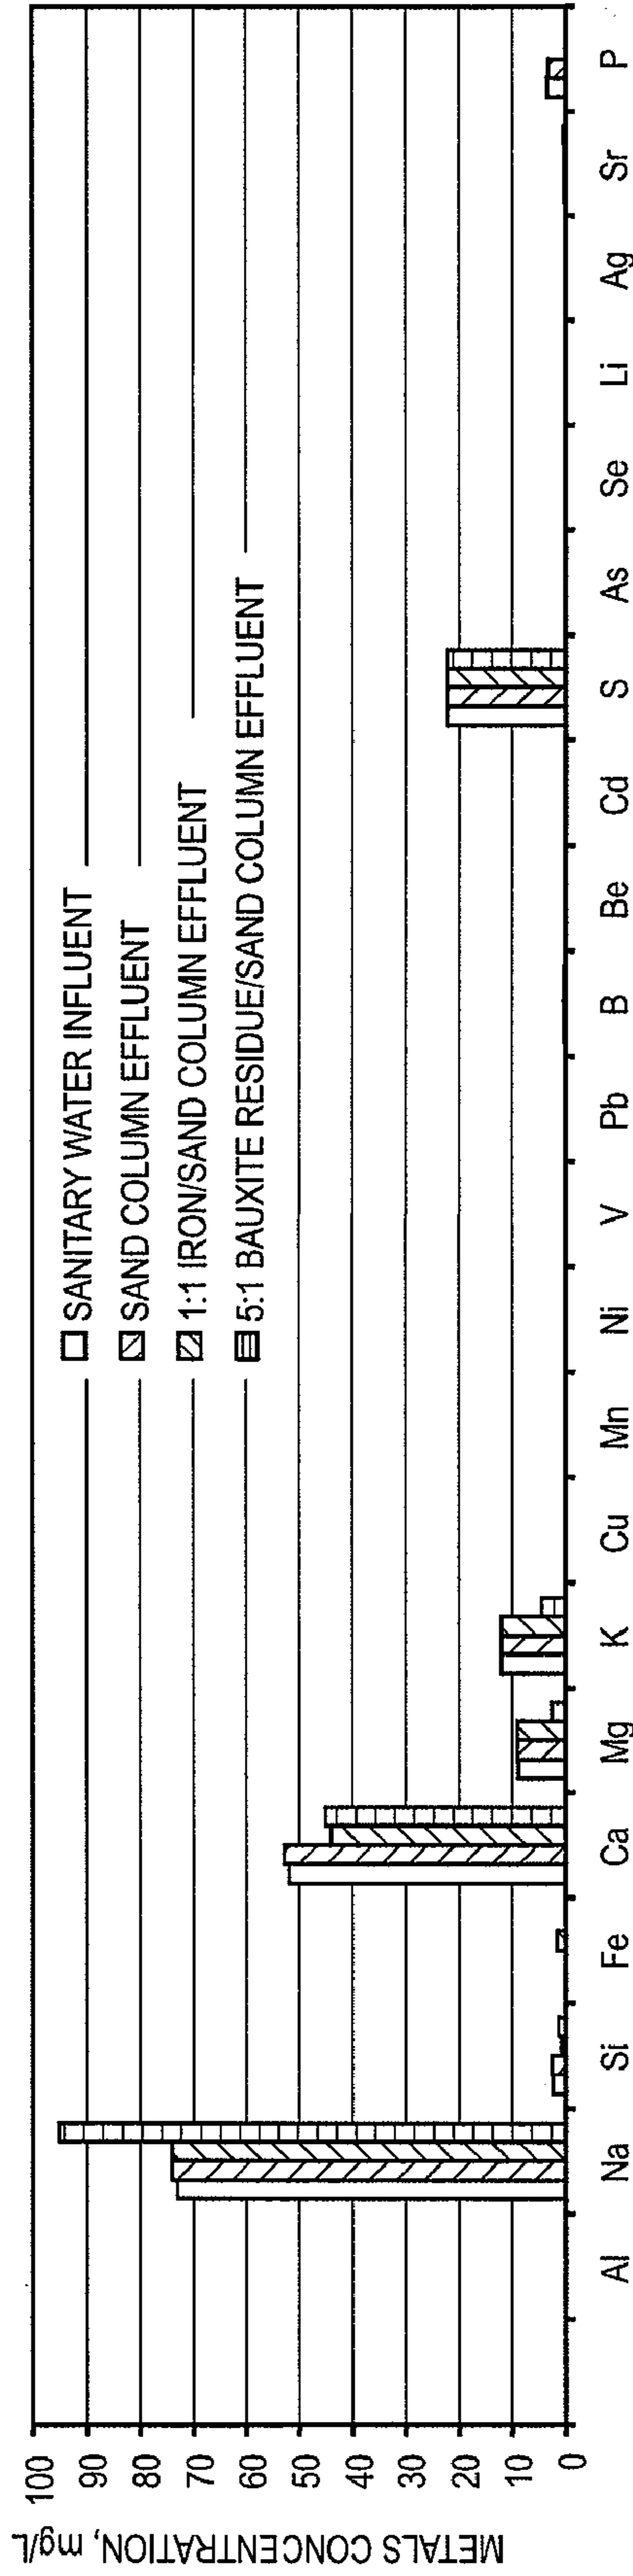 METALS CONCENTRATION, mg/L
100
90
80
70
60
50
40
30
20
10
0
SANITARY WATER INFLUENT
SAND COLUMN EFFLUENT
1:1 IRON/SAND COLUMN EFFLUENT
5:1 BAUXITE RESIDUE/SAND COLUMN EFFLUENT
Al Na Si Fe Ca Mg K Cu Mn Ni V Pb B Be Cd S As Se Li Ag Sr P